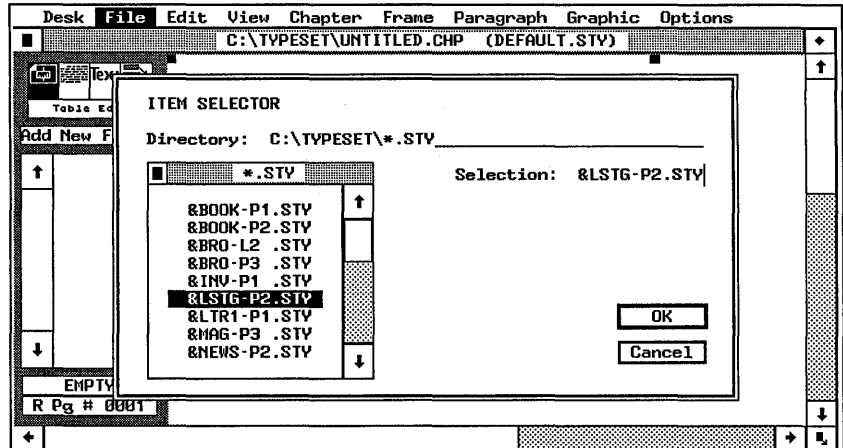 Desk File Edit View Chapter Frame Paragraph Graphic Options
C:\TYPESET\UNTITLED.CHP (DEFAULT.STY)
Tex
Table Ed
Add New F
ITEM SELECTOR
Directory: C:\TYPESET\*.STY
*.STY
Selection: &LSTG-P2.STY
&BOOK-P1.STY
&BOOK-P2.STY
&BRO-L2 .STY
&BRO-P3 .STY
&INV-P1 .STY
&LSTG-P2.STY
&LTR1-P1.STY
&MAG-P3 .STY
&NEWS-P2.STY
OK
Cancel
EMPTY
R Pg # 0001